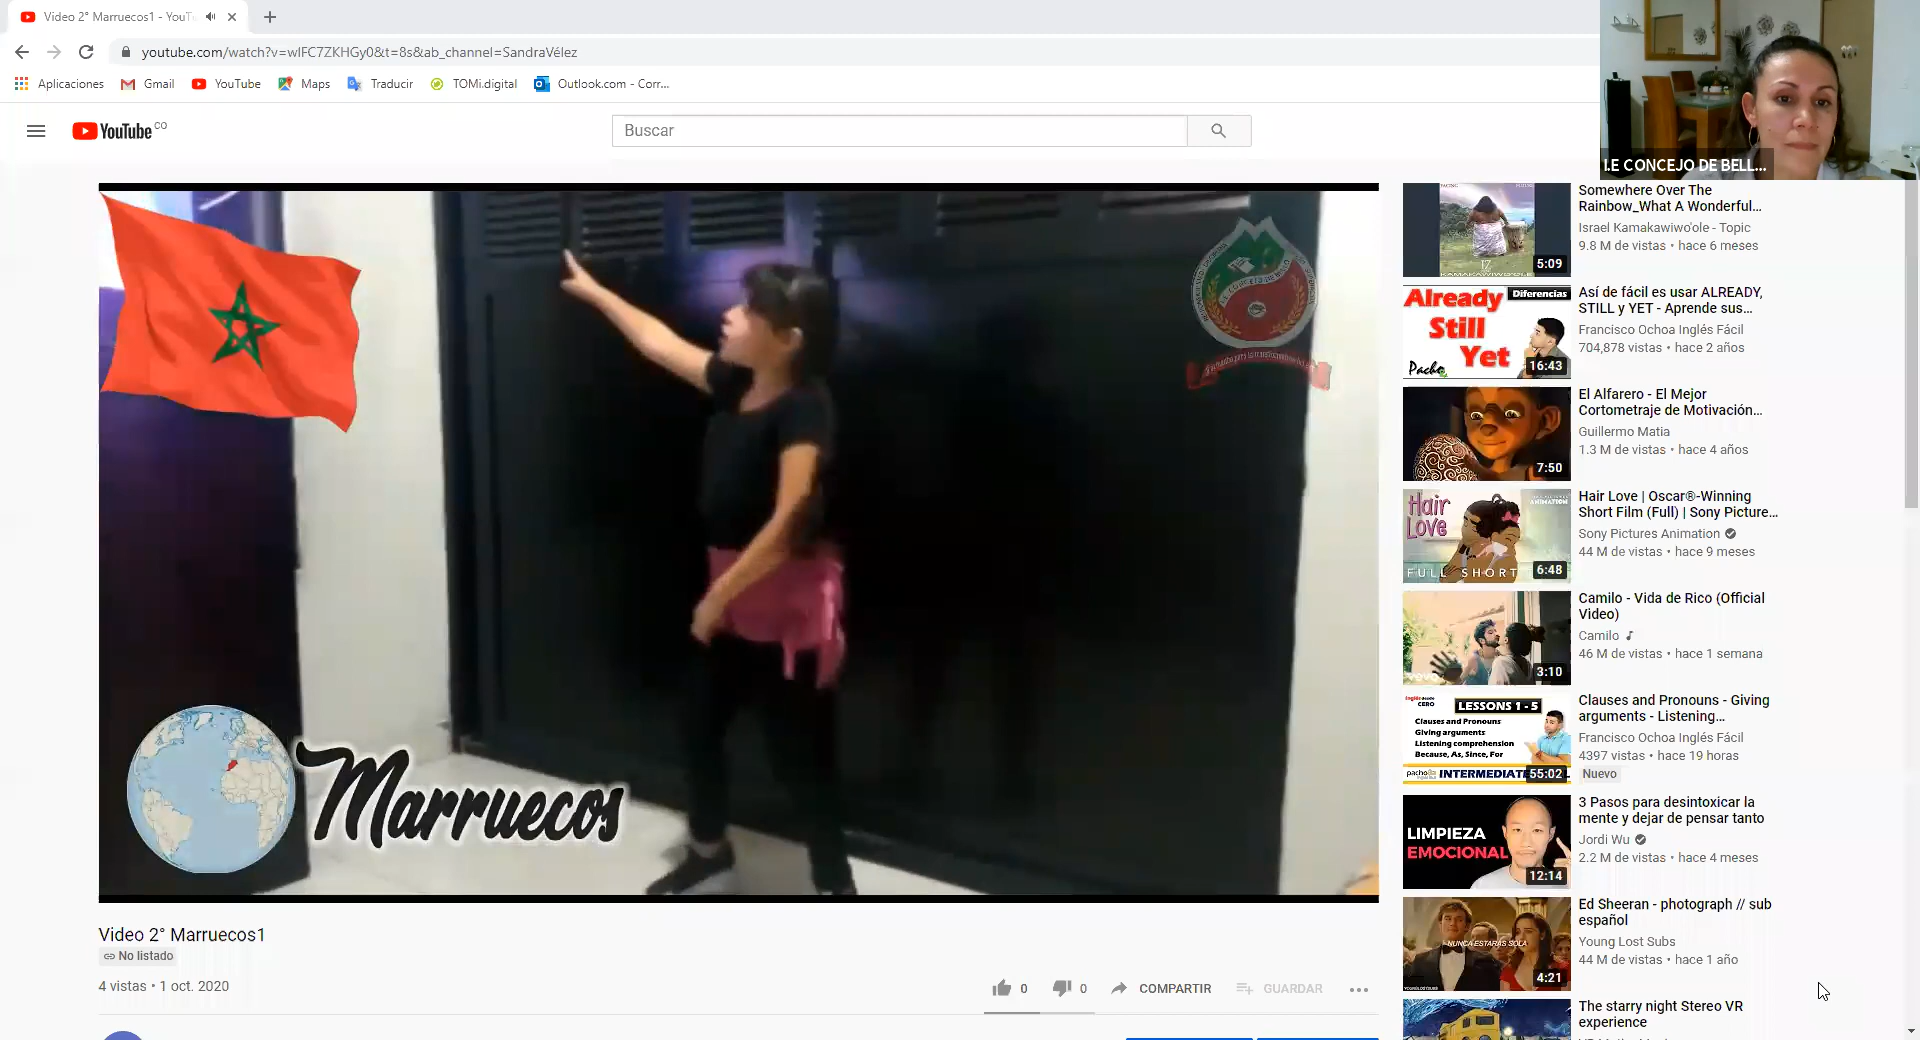 Video 2° Marruecos1 - YouTu
youtube.com/watch?v=wlFC7ZKHGy0&t=8s&ab_channel=SandraVélez
Aplicaciones
Gmail
YouTube
Maps
Traducir
TOMi.digital
Outlook.com - Corr...
YouTube CO
Buscar
I.E CONCEJO DE BELL...
Marruecos
Video 2° Marruecos1
No listado
4 vistas • 1 oct. 2020
0
0
COMPARTIR
GUARDAR
5:09
Somewhere Over The
Rainbow_What A Wonderful...
Israel Kamakawiwo'ole - Topic
9.8 M de vistas • hace 6 meses
Already
Still
Yet
Diferencias
Pacho
16:43
Así de fácil es usar ALREADY,
STILL y YET - Aprende sus...
Francisco Ochoa Inglés Fácil
704,878 vistas • hace 2 años
7:50
El Alfarero - El Mejor
Cortometraje de Motivación...
Guillermo Matia
1.3 M de vistas • hace 4 años
Hair
Love
FULL SHORT
6:48
Hair Love | Oscar®-Winning
Short Film (Full) | Sony Picture...
Sony Pictures Animation
44 M de vistas • hace 9 meses
3:10
Camilo - Vida de Rico (Official
Video)
Camilo
46 M de vistas • hace 1 semana
LESSONS 1 - 5
Clauses and Pronouns
Giving arguments
Listening comprehension
Because, As, Since, For
INTERMEDIAT
55:02
Clauses and Pronouns - Giving
arguments - Listening...
Francisco Ochoa Inglés Fácil
4397 vistas • hace 19 horas
Nuevo
LIMPIEZA
EMOCIONAL
12:14
3 Pasos para desintoxicar la
mente y dejar de pensar tanto
Jordi Wu
2.2 M de vistas • hace 4 meses
NUNCA ESTARÁS SOLA
4:21
Ed Sheeran - photograph // sub
español
Young Lost Subs
44 M de vistas • hace 1 año
The starry night Stereo VR
experience